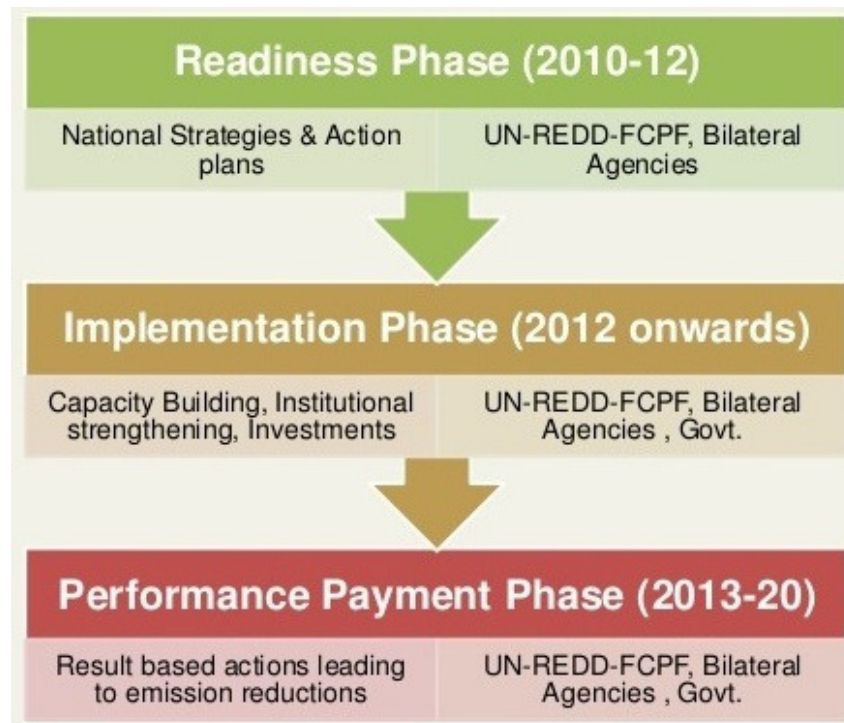 Readiness Phase (2010-12)
National Strategies & Action
plans
UN-REDD-FCPF, Bilateral
Agencies
Implementation Phase (2012 onwards)
Capacity Building, Institutional
strengthening, Investments
UN-REDD-FCPF, Bilateral
Agencies , Govt.
Performance Payment Phase (2013-20)
Result based actions leading
to emission reductions
UN-REDD-FCPF, Bilateral
Agencies , Govt.